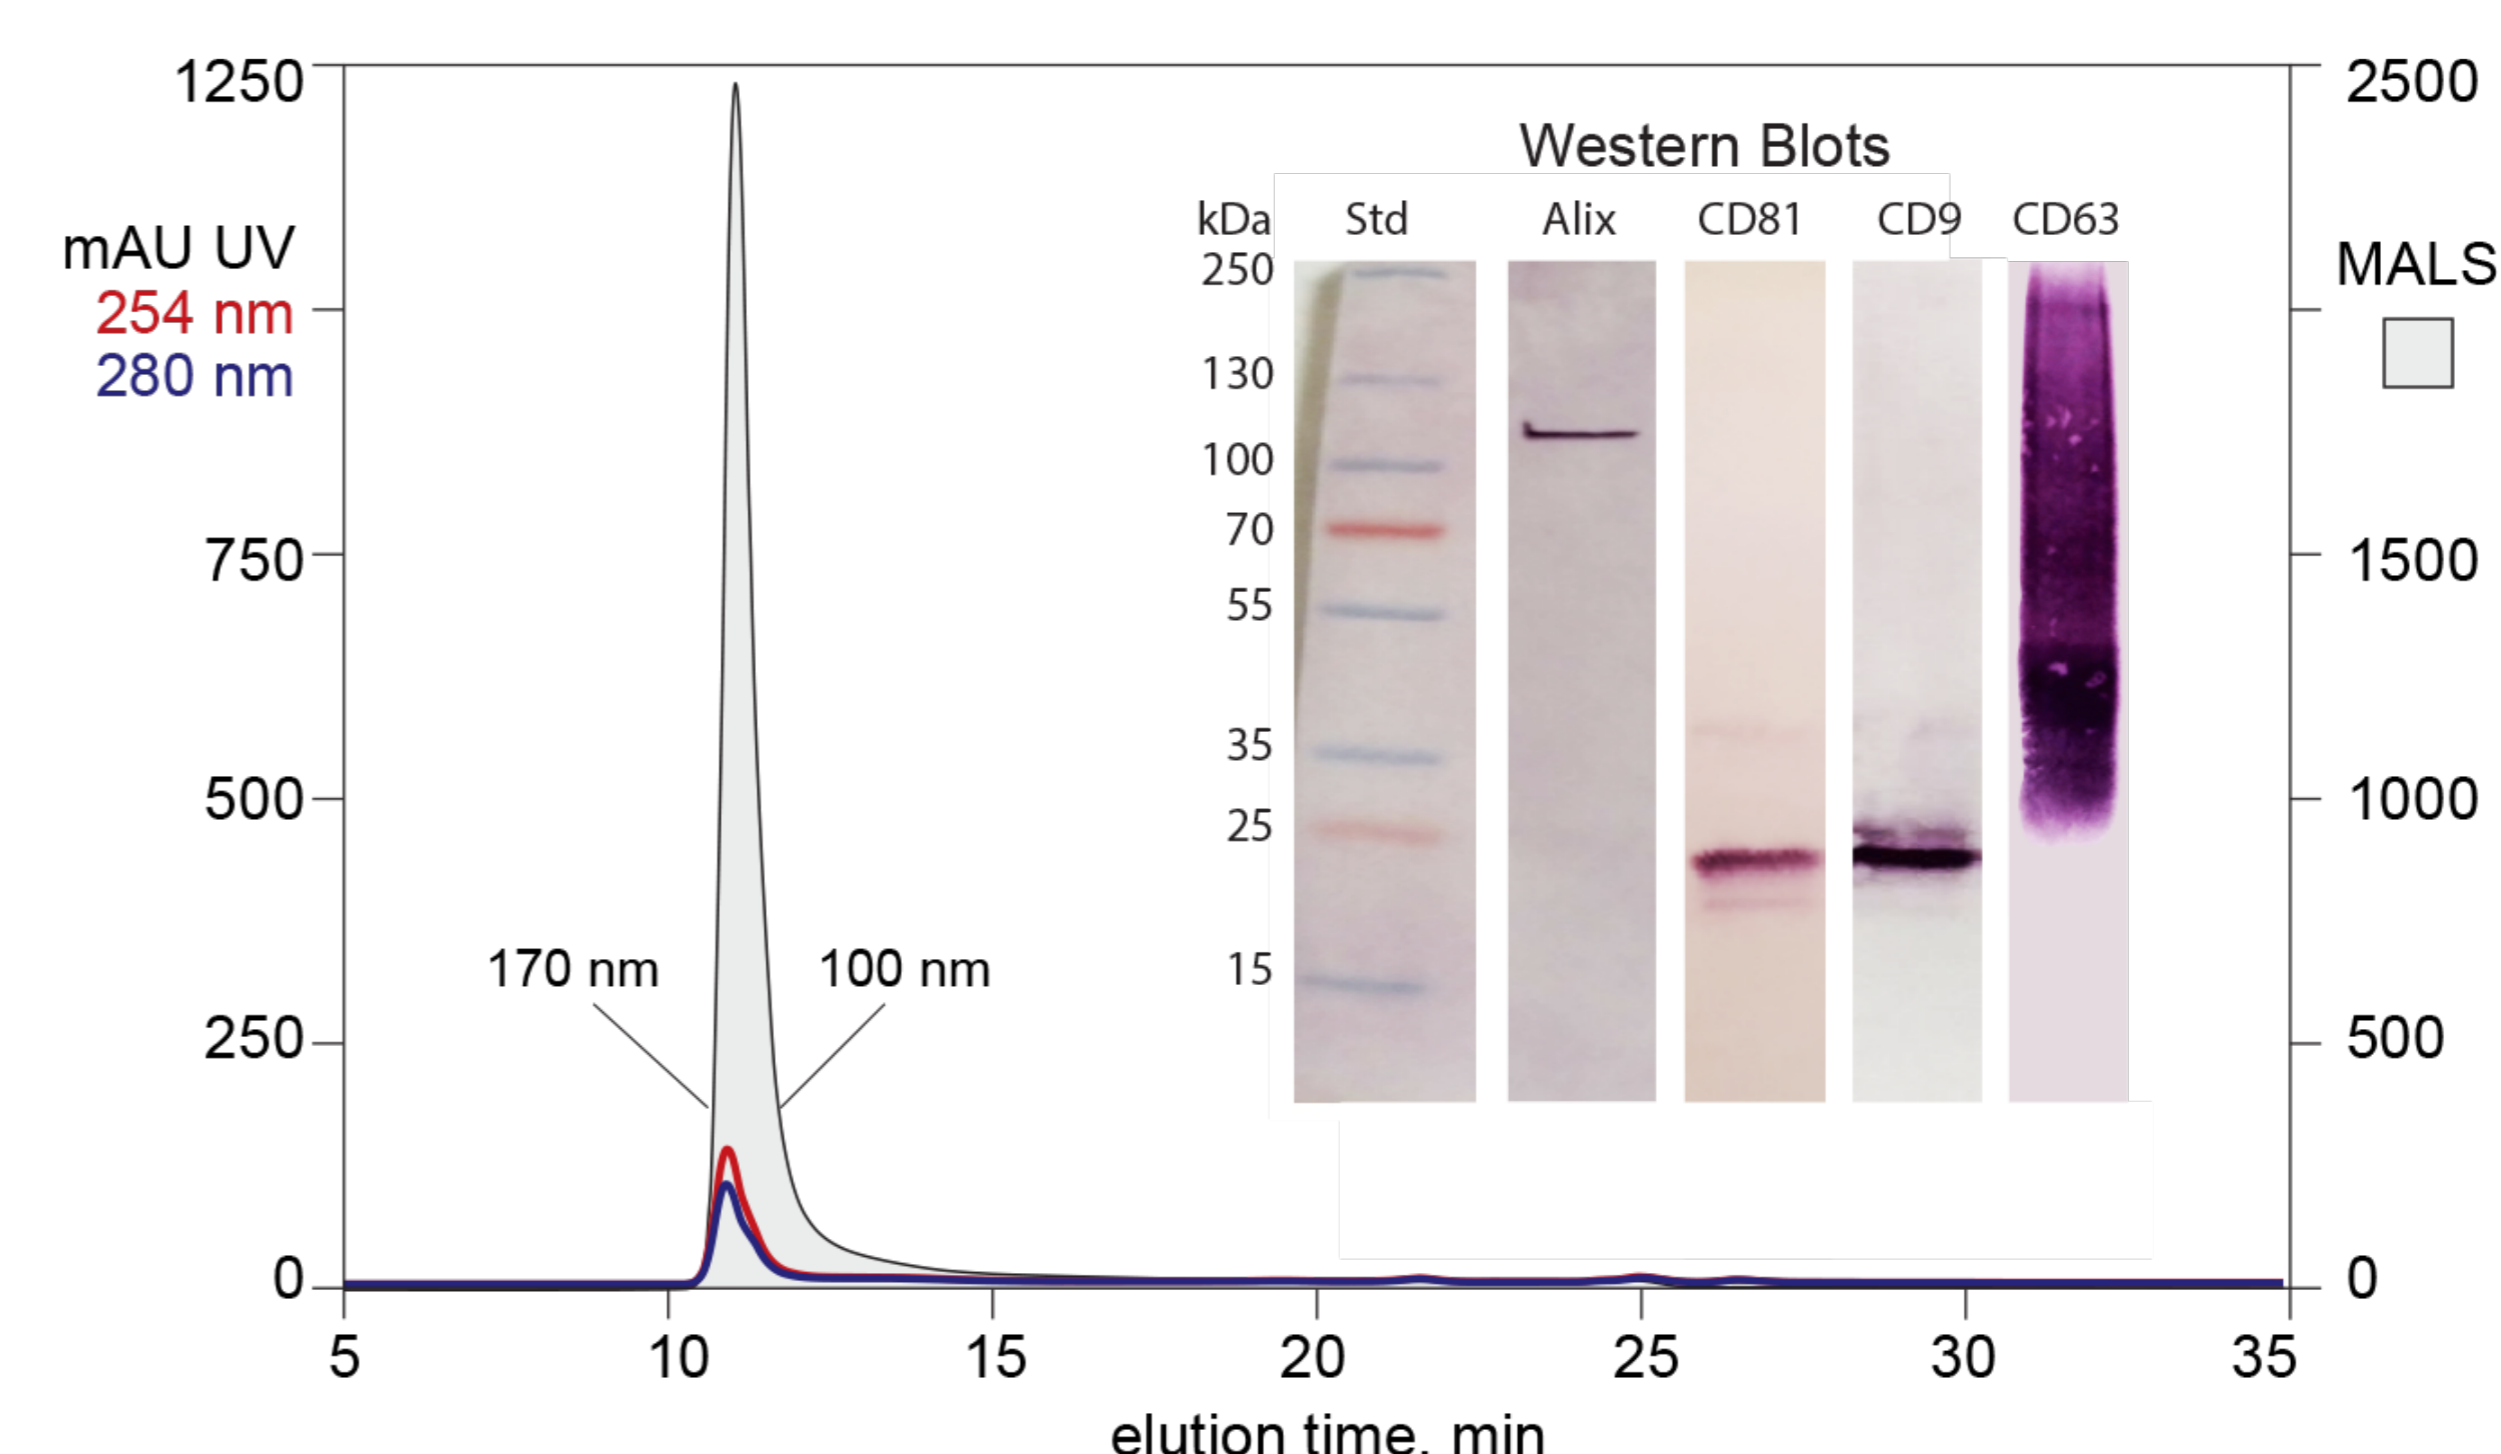 1250
2500
Western Blots
kDa Std Alix CD81 CD9 CD63
mAU UV
254 nm
280 nm
MALS
250
130
100
70
55
35
25
15
750
1500
500
1000
170 nm
100 nm
250
500
0
0
5 10 15 20 25 30 35
elution time, min